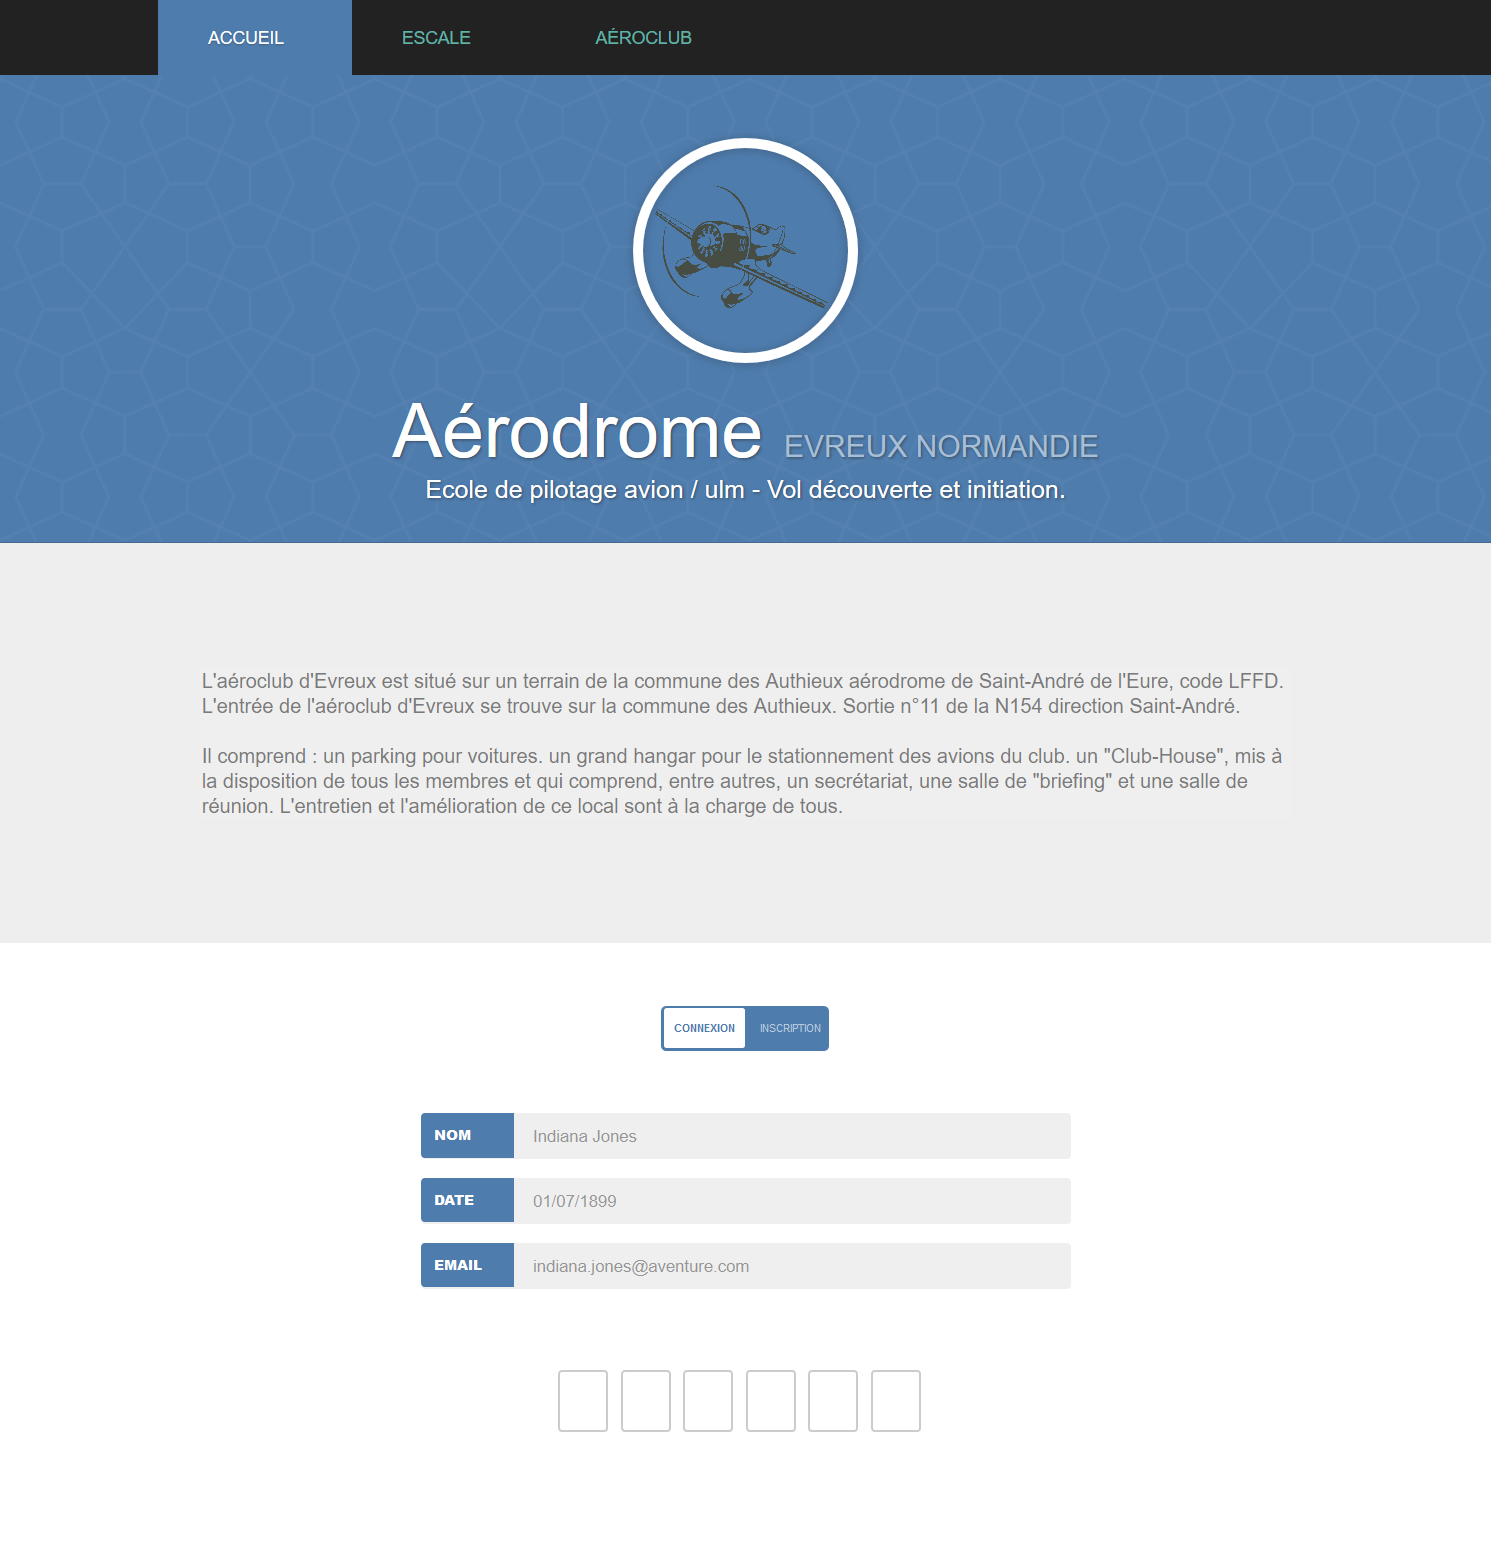 ACCUEIL ESCALE AÉROCLUB
Aérodrome EVREUX NORMANDIE
Ecole de pilotage avion / ulm - Vol découverte et initiation.
L'aéroclub d'Evreux est situé sur un terrain de la commune des Authieux aérodrome de Saint-André de l'Eure, code LFFD.
L'entrée de l'aéroclub d'Evreux se trouve sur la commune des Authieux. Sortie n°11 de la N154 direction Saint-André.
Il comprend : un parking pour voitures. un grand hangar pour le stationnement des avions du club. un "Club-House", mis à
la disposition de tous les membres et qui comprend, entre autres, un secrétariat, une salle de "briefing" et une salle de
réunion. L'entretien et l'amélioration de ce local sont à la charge de tous.
CONNEXION INSCRIPTION
NOM Indiana Jones
DATE 01/07/1899
EMAIL indiana.jones@aventure.com